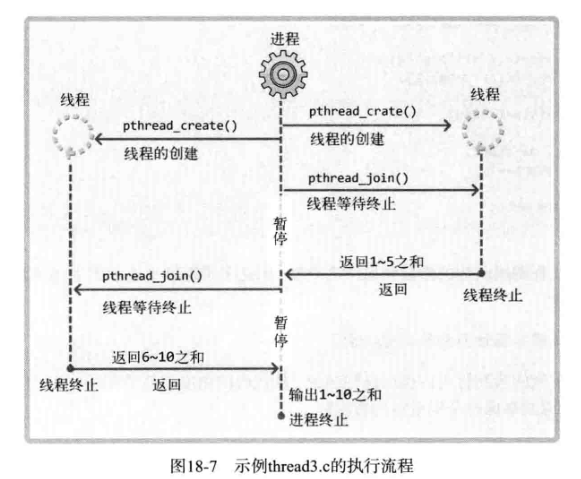 进程
线程
线程
pthread_create()
pthread_crate()
线程的创建
线程的创建
pthread_join()
线程等待终止
暂停
返回1~5之和
返回
线程终止
pthread_join()
线程等待终止
暂停
返回6~10之和
返回
线程终止
输出1~10之和
进程终止
图18-7 示例thread3.c的执行流程